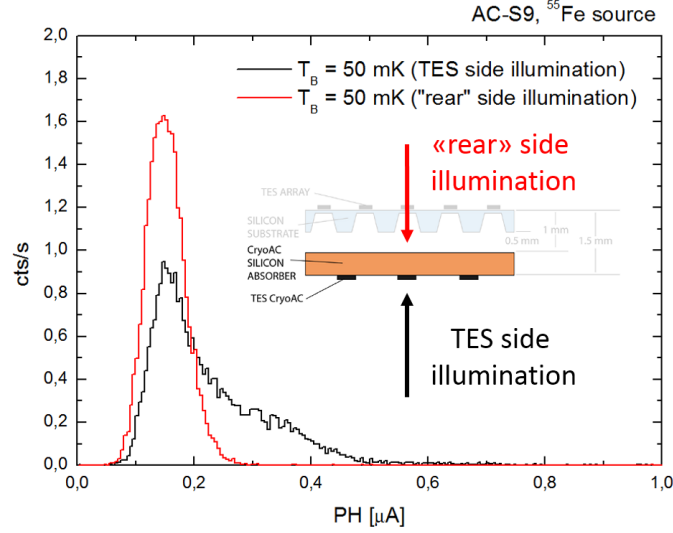 AC-S9, ⁵⁵Fe source
T_B = 50 mK (TES side illumination)
T_B = 50 mK ("rear" side illumination)
«rear» side
illumination
TES ARRAY
SILICON
SUBSTRATE
1 mm
0.5 mm
1.5 mm
CryoAC
SILICON
ABSORBER
TES CryoAC
TES side
illumination
cts/s
2,0
1,8
1,6
1,4
1,2
1,0
0,8
0,6
0,4
0,2
0,0
0,0 0,2 0,4 0,6 0,8 1,0
PH [µA]